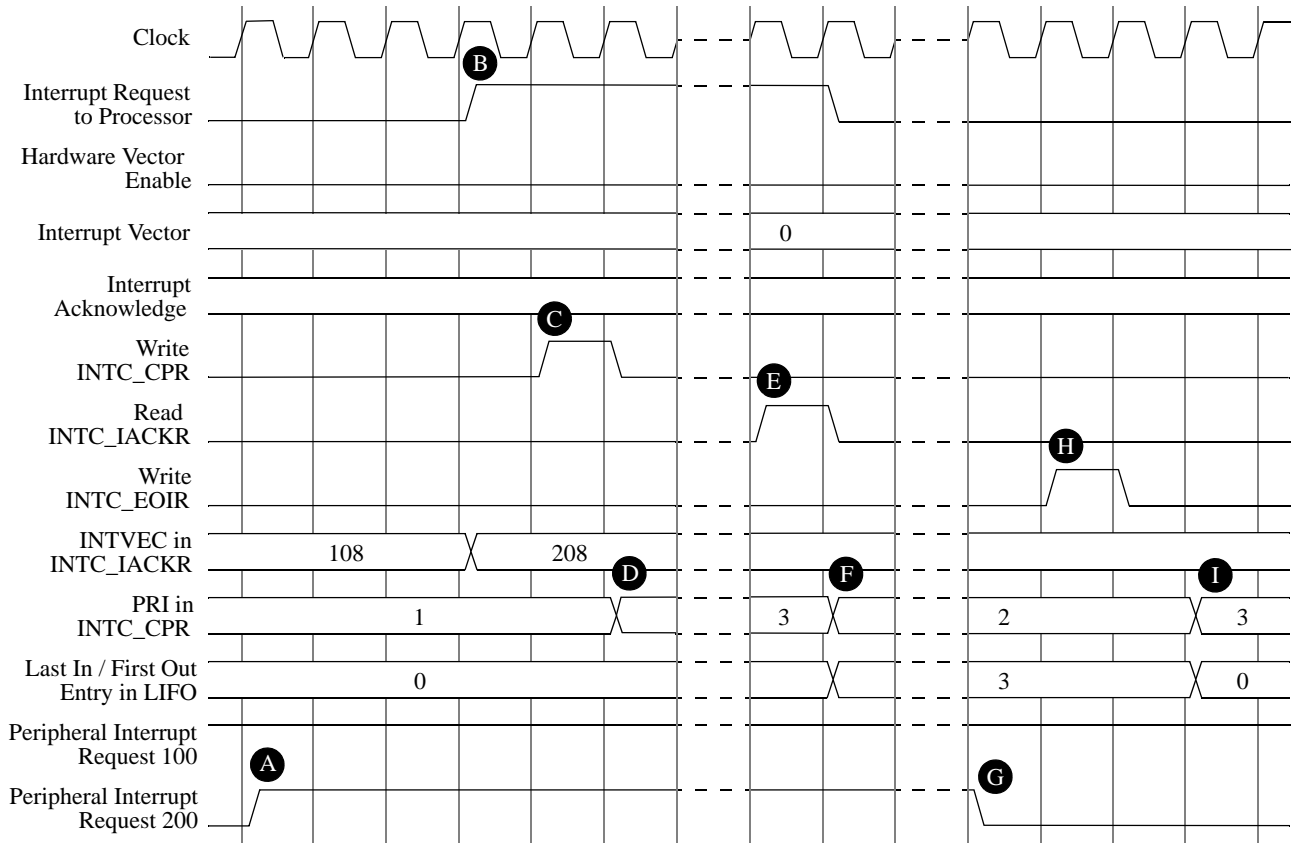 Clock
B
Interrupt Request
to Processor
Hardware Vector
Enable
Interrupt Vector
0
Interrupt
Acknowledge
C
Write
INTC_CPR
E
Read
INTC_IACKR
H
Write
INTC_EOIR
INTVEC in
INTC_IACKR
108
208
D
F
I
PRI in
INTC_CPR
1
3
2
3
Last In / First Out
Entry in LIFO
0
3
0
Peripheral Interrupt
Request 100
A
G
Peripheral Interrupt
Request 200